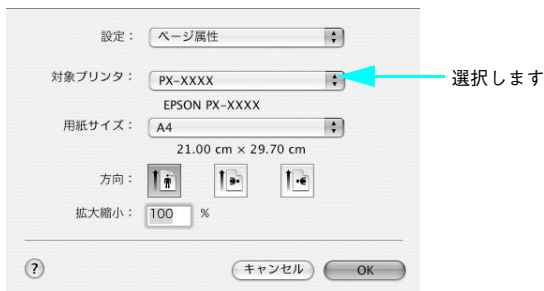 設定： ページ属性
対象プリンタ： PX-XXXX 選択します
EPSON PX-XXXX
用紙サイズ： A4
21.00 cm × 29.70 cm
方向：
拡大縮小： 100 %
? キャンセル OK